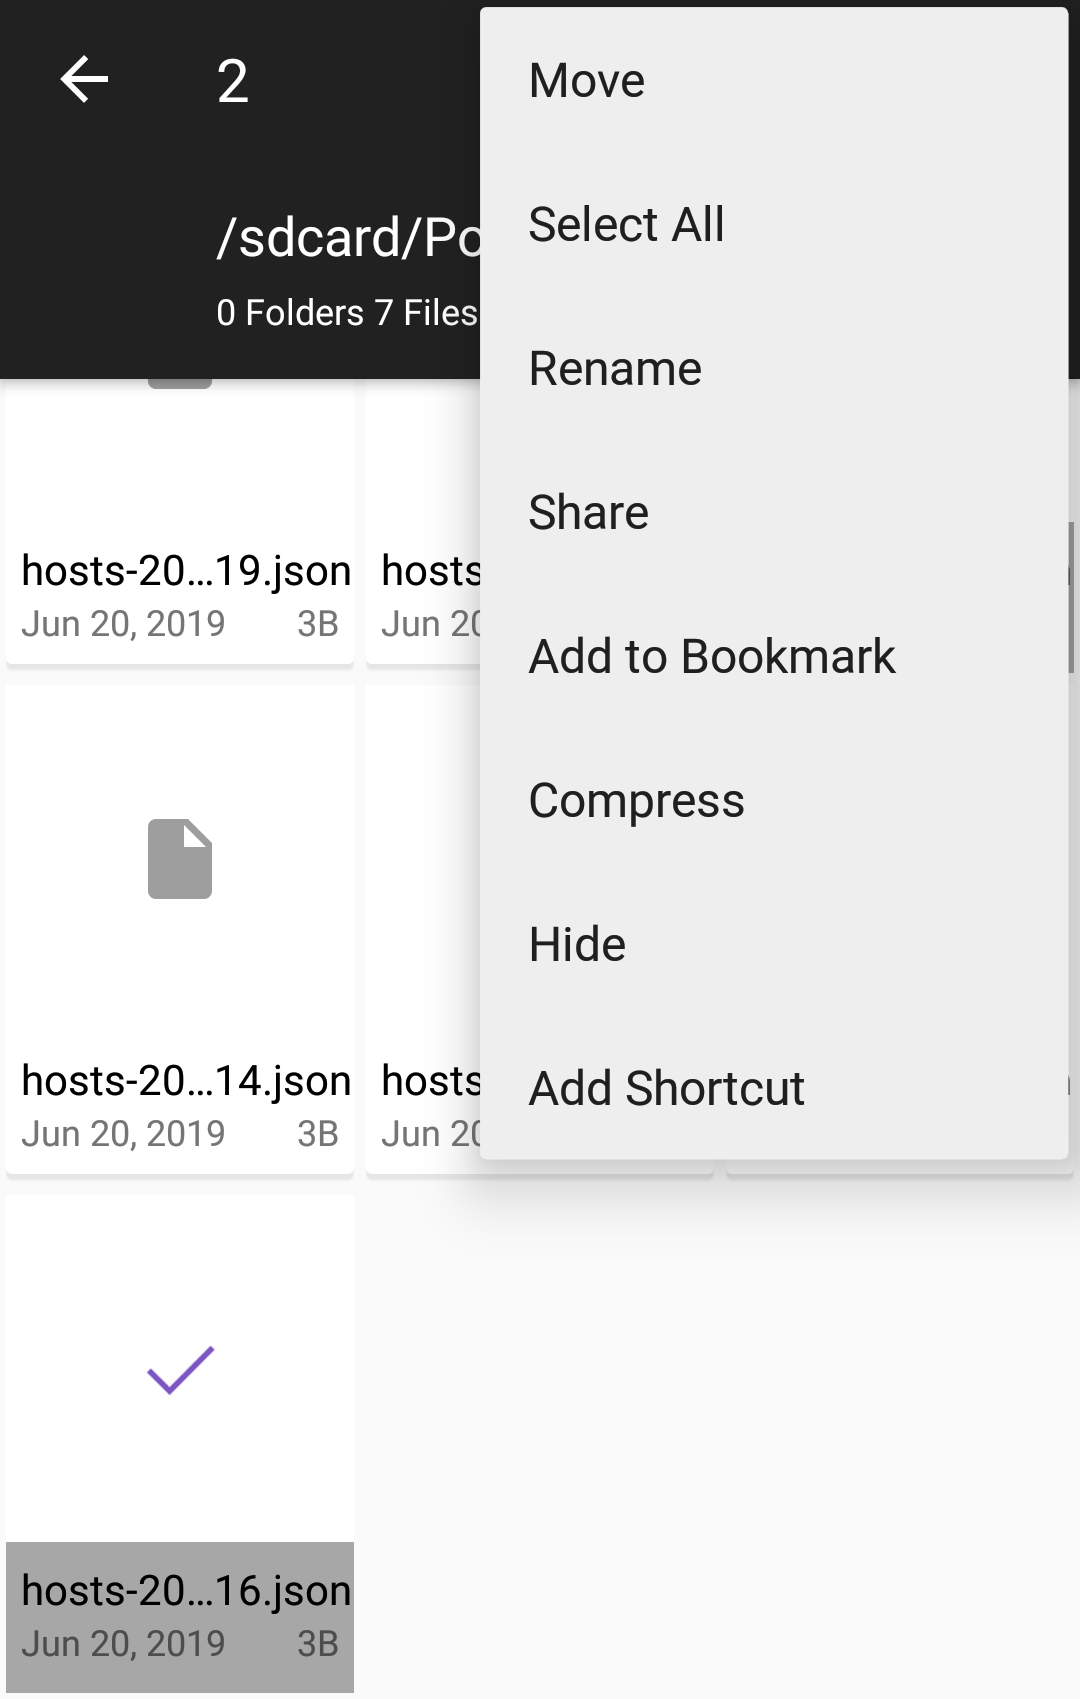 2
/sdcard/Po
0 Folders 7 Files
Move
Select All
Rename
Share
Add to Bookmark
Compress
Hide
Add Shortcut
hosts-20...19.json
Jun 20, 2019 3B
hosts
Jun 20
hosts-20...14.json
Jun 20, 2019 3B
hosts
Jun 20
hosts-20...16.json
Jun 20, 2019 3B